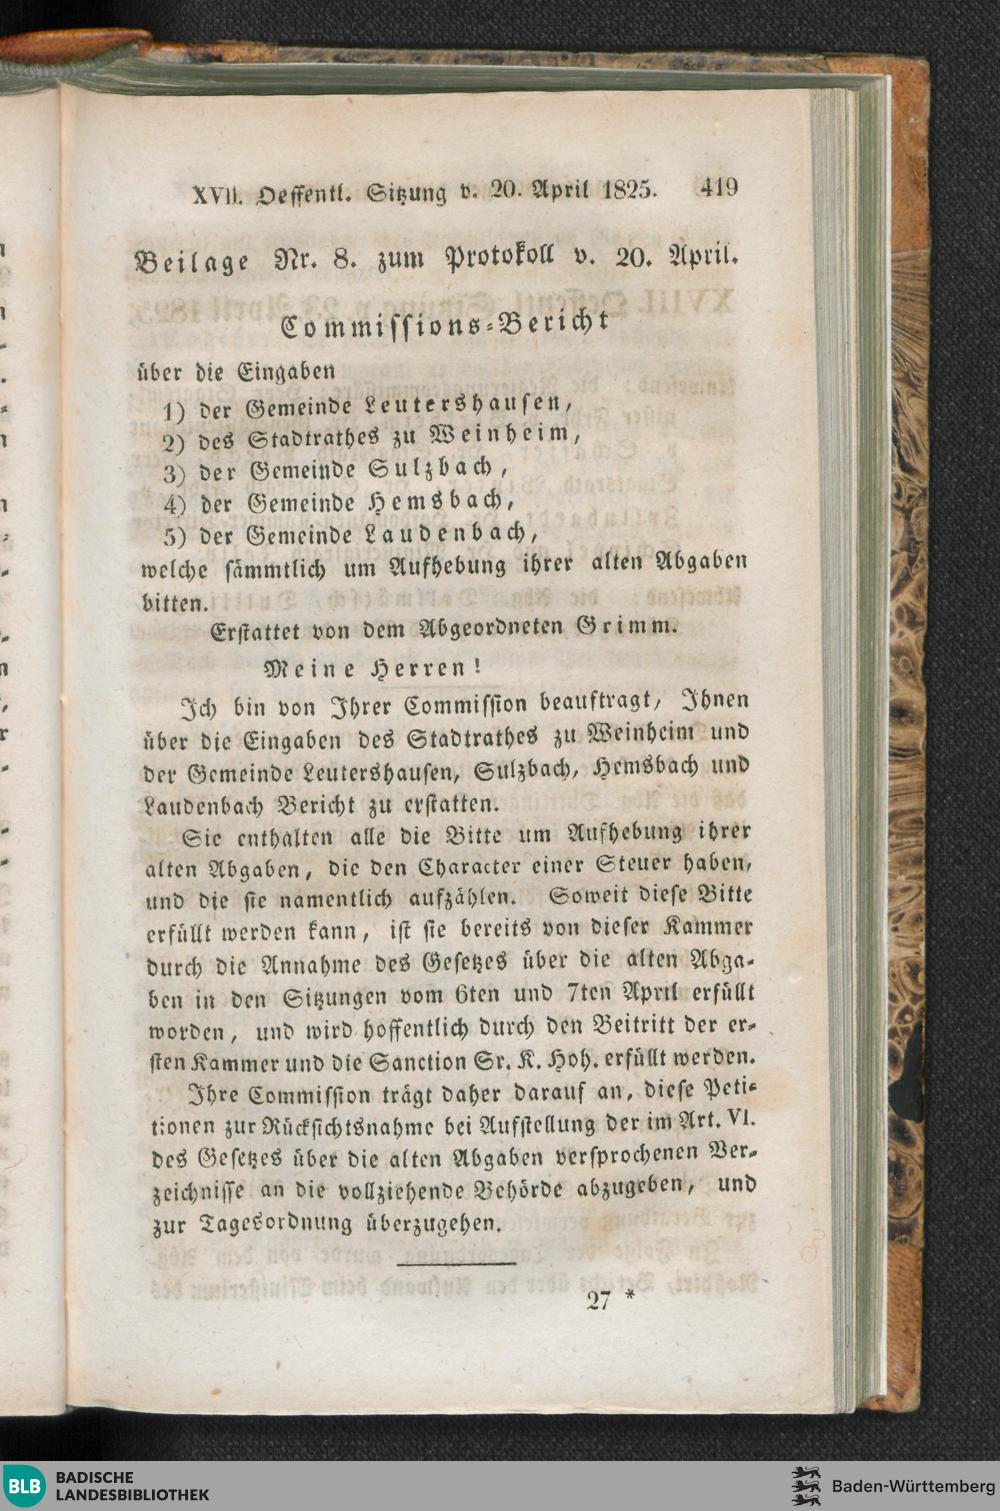 XVII. Oeffentl. Sitzung v. 20. April 1825. 419
Beilage Nr. 8. zum Protokoll v. 20. April.
Commissions-Bericht
über die Eingaben
1) der Gemeinde Leutershausen,
2) des Stadtrathes zu Weinheim,
3) der Gemeinde Sulzbach,
4) der Gemeinde Hemsbach,
5) der Gemeinde Laudenbach,
welche sämmtlich um Aufhebung ihrer alten Abgaben
bitten.
Erstattet von dem Abgeordneten Grimm.
Meine Herren!
Ich bin von Ihrer Commission beauftragt, Ihnen
über die Eingaben des Stadtrathes zu Weinheim und
der Gemeinde Leutershausen, Sulzbach, Hemsbach und
Laudenbach Bericht zu erstatten.
Sie enthalten alle die Bitte um Aufhebung ihrer
alten Abgaben, die den Character einer Steuer haben,
und die sie namentlich aufzählen. Soweit diese Bitte
erfüllt werden kann, ist sie bereits von dieser Kammer
durch die Annahme des Gesetzes über die alten Abga-
ben in den Sitzungen vom 6ten und 7ten April erfüllt
worden, und wird hoffentlich durch den Beitritt der er-
sten Kammer und die Sanction Sr. K. Hoh. erfüllt werden.
Ihre Commission trägt daher darauf an, diese Peti-
tionen zur Rücksichtsnahme bei Aufstellung der im Art. VI.
des Gesetzes über die alten Abgaben versprochenen Ver-
zeichnisse an die vollziehende Behörde abzugeben, und
zur Tagesordnung überzugehen.
27 *
BLB BADISCHE
LANDESBIBLIOTHEK
Baden-Württemberg